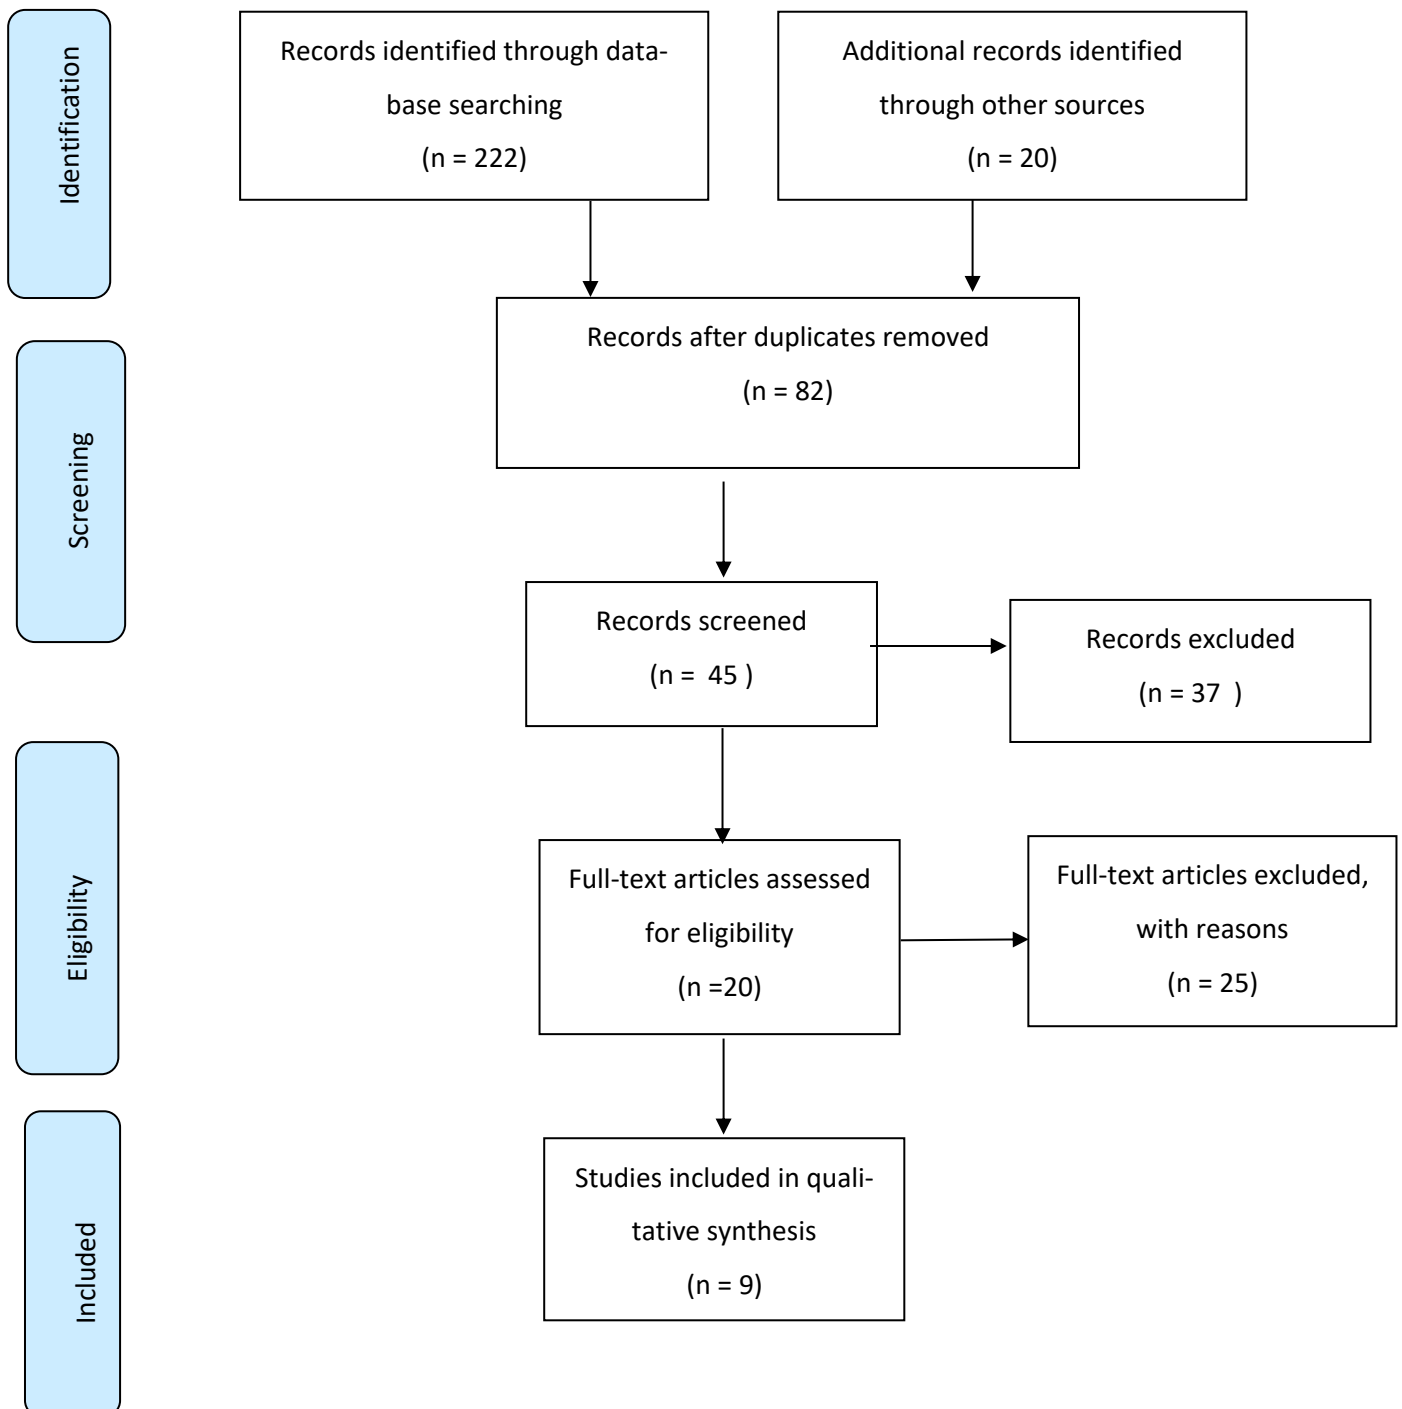 Identification
Records identified through data-
base searching
(n = 222)
Additional records identified
through other sources
(n = 20)
Records after duplicates removed
(n = 82)
Screening
Records screened
(n =  45 )
Records excluded
(n = 37  )
Eligibility
Full-text articles assessed
for eligibility
(n =20)
Full-text articles excluded,
with reasons
(n = 25)
Included
Studies included in quali-
tative synthesis
(n = 9)